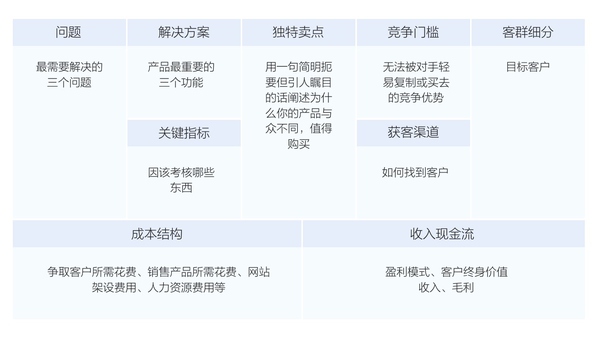 问题
最需要解决的
三个问题
解决方案
产品最重要的
三个功能
关键指标
因该考核哪些
东西
独特卖点
用一句简明扼
要但引人瞩目
的话阐述为什
么你的产品与
众不同，值得
购买
竞争门槛
无法被对手轻
易复制或买去
的竞争优势
获客渠道
如何找到客户
客群细分
目标客户
成本结构
争取客户所需花费、销售产品所需花费、网站
架设费用、人力资源费用等
收入现金流
盈利模式、客户终身价值
收入、毛利